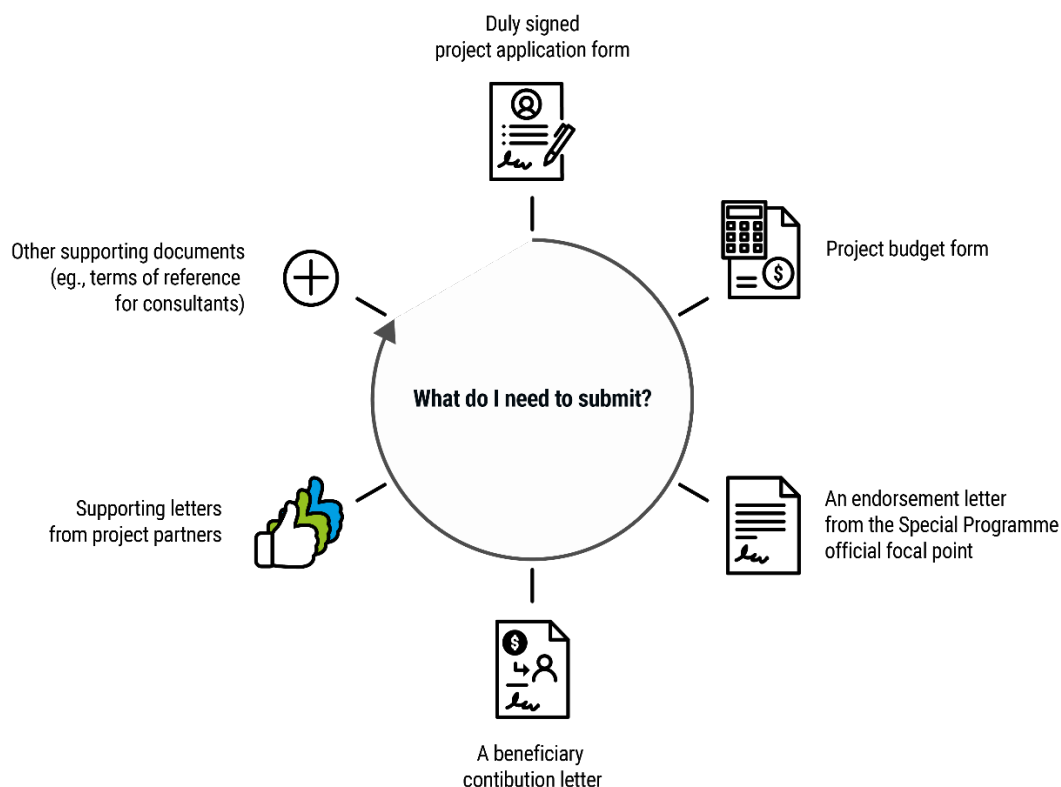 Duly signed
project application form
Project budget form
An endorsement letter
from the Special Programme
official focal point
A beneficiary
contibution letter
Supporting letters
from project partners
Other supporting documents
(eg., terms of reference
for consultants)
What do I need to submit?
$
$